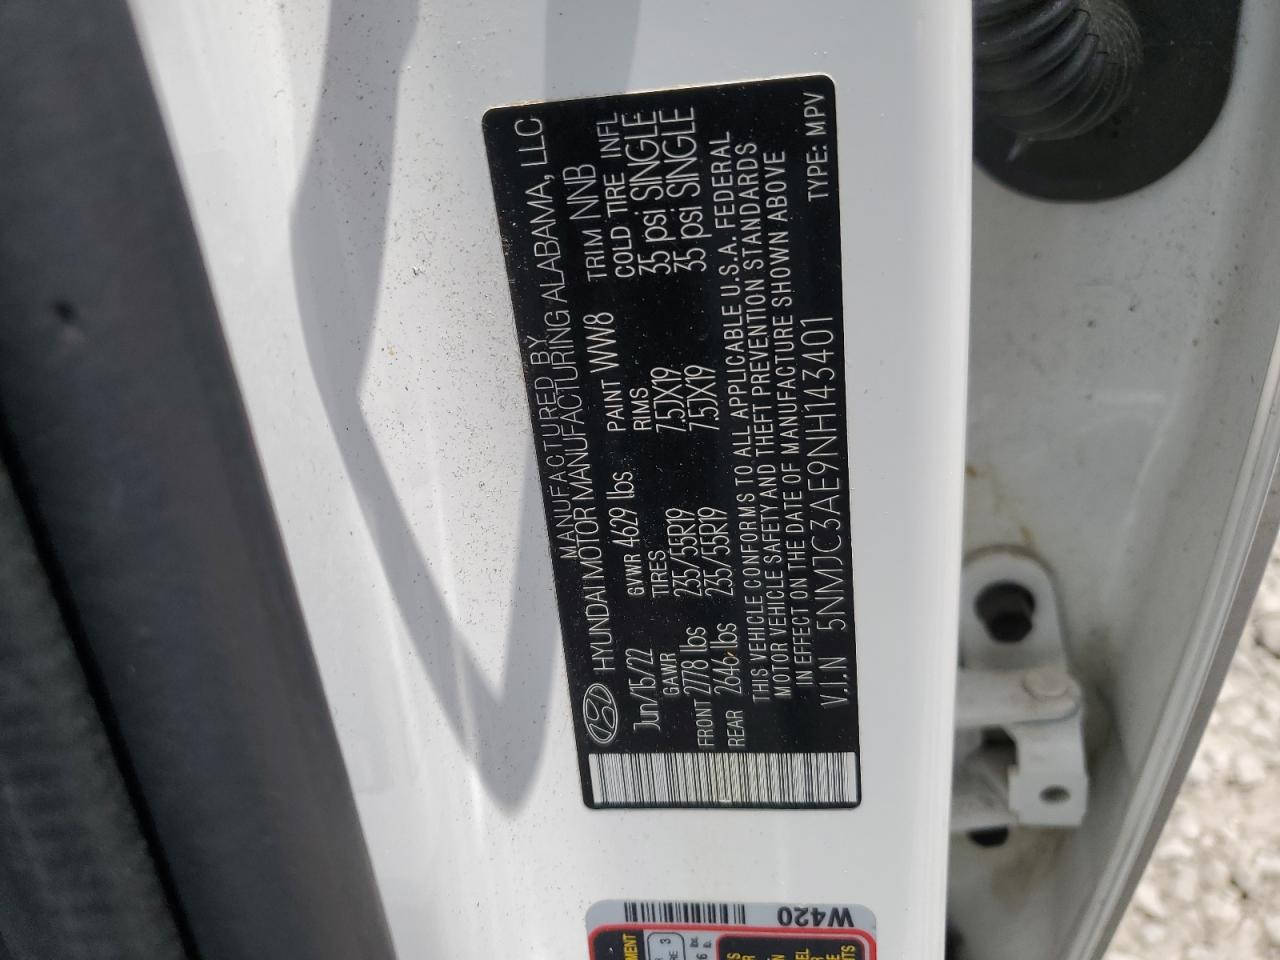 MANUFACTURED BY
HYUNDAI MOTOR MANUFACTURING ALABAMA, LLC
Jun/15/22 GVWR 4629 lbs PAINT WW8 TRIM NNB
GAWR TIRES RIMS COLD TIRE INFL
FRONT 2778 lbs 235/55R19 7.5JX19 35 psi SINGLE
REAR 2646 lbs 235/55R19 7.5JX19 35 psi SINGLE
THIS VEHICLE CONFORMS TO ALL APPLICABLE U.S.A. FEDERAL
MOTOR VEHICLE SAFETY AND THEFT PREVENTION STANDARDS
IN EFFECT ON THE DATE OF MANUFACTURE SHOWN ABOVE
V.I.N 5NMJC3AE9NH143401 TYPE: MPV
W420